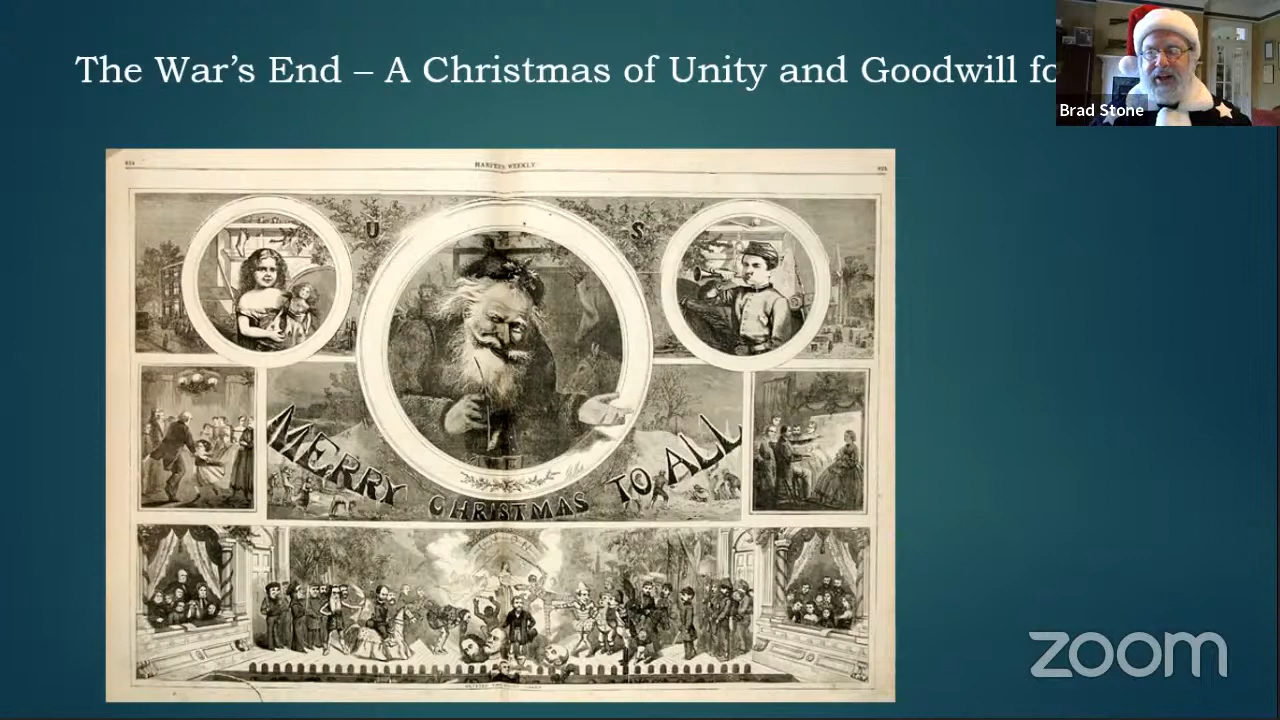 The War's End – A Christmas of Unity and Goodwill fo
Brad Stone
HARPER'S WEEKLY.
U S
MERRY CHRISTMAS TO ALL
zoom